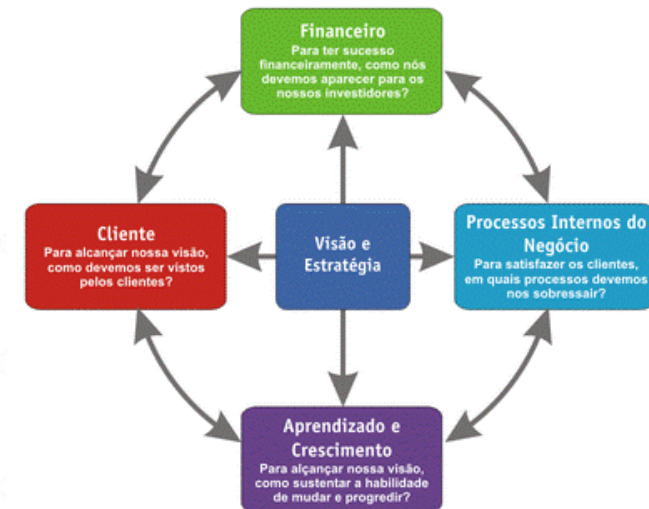 Financeiro
Para ter sucesso
financeiramente, como nós
devemos aparecer para os
nossos investidores?
Cliente
Para alcançar nossa visão,
como devemos ser vistos
pelos clientes?
Visão e
Estratégia
Processos Internos do
Negócio
Para satisfazer os clientes,
em quais processos devemos
nos sobressair?
Aprendizado e
Crescimento
Para alçançar nossa visão,
como sustentar a habilidade
de mudar e progredir?